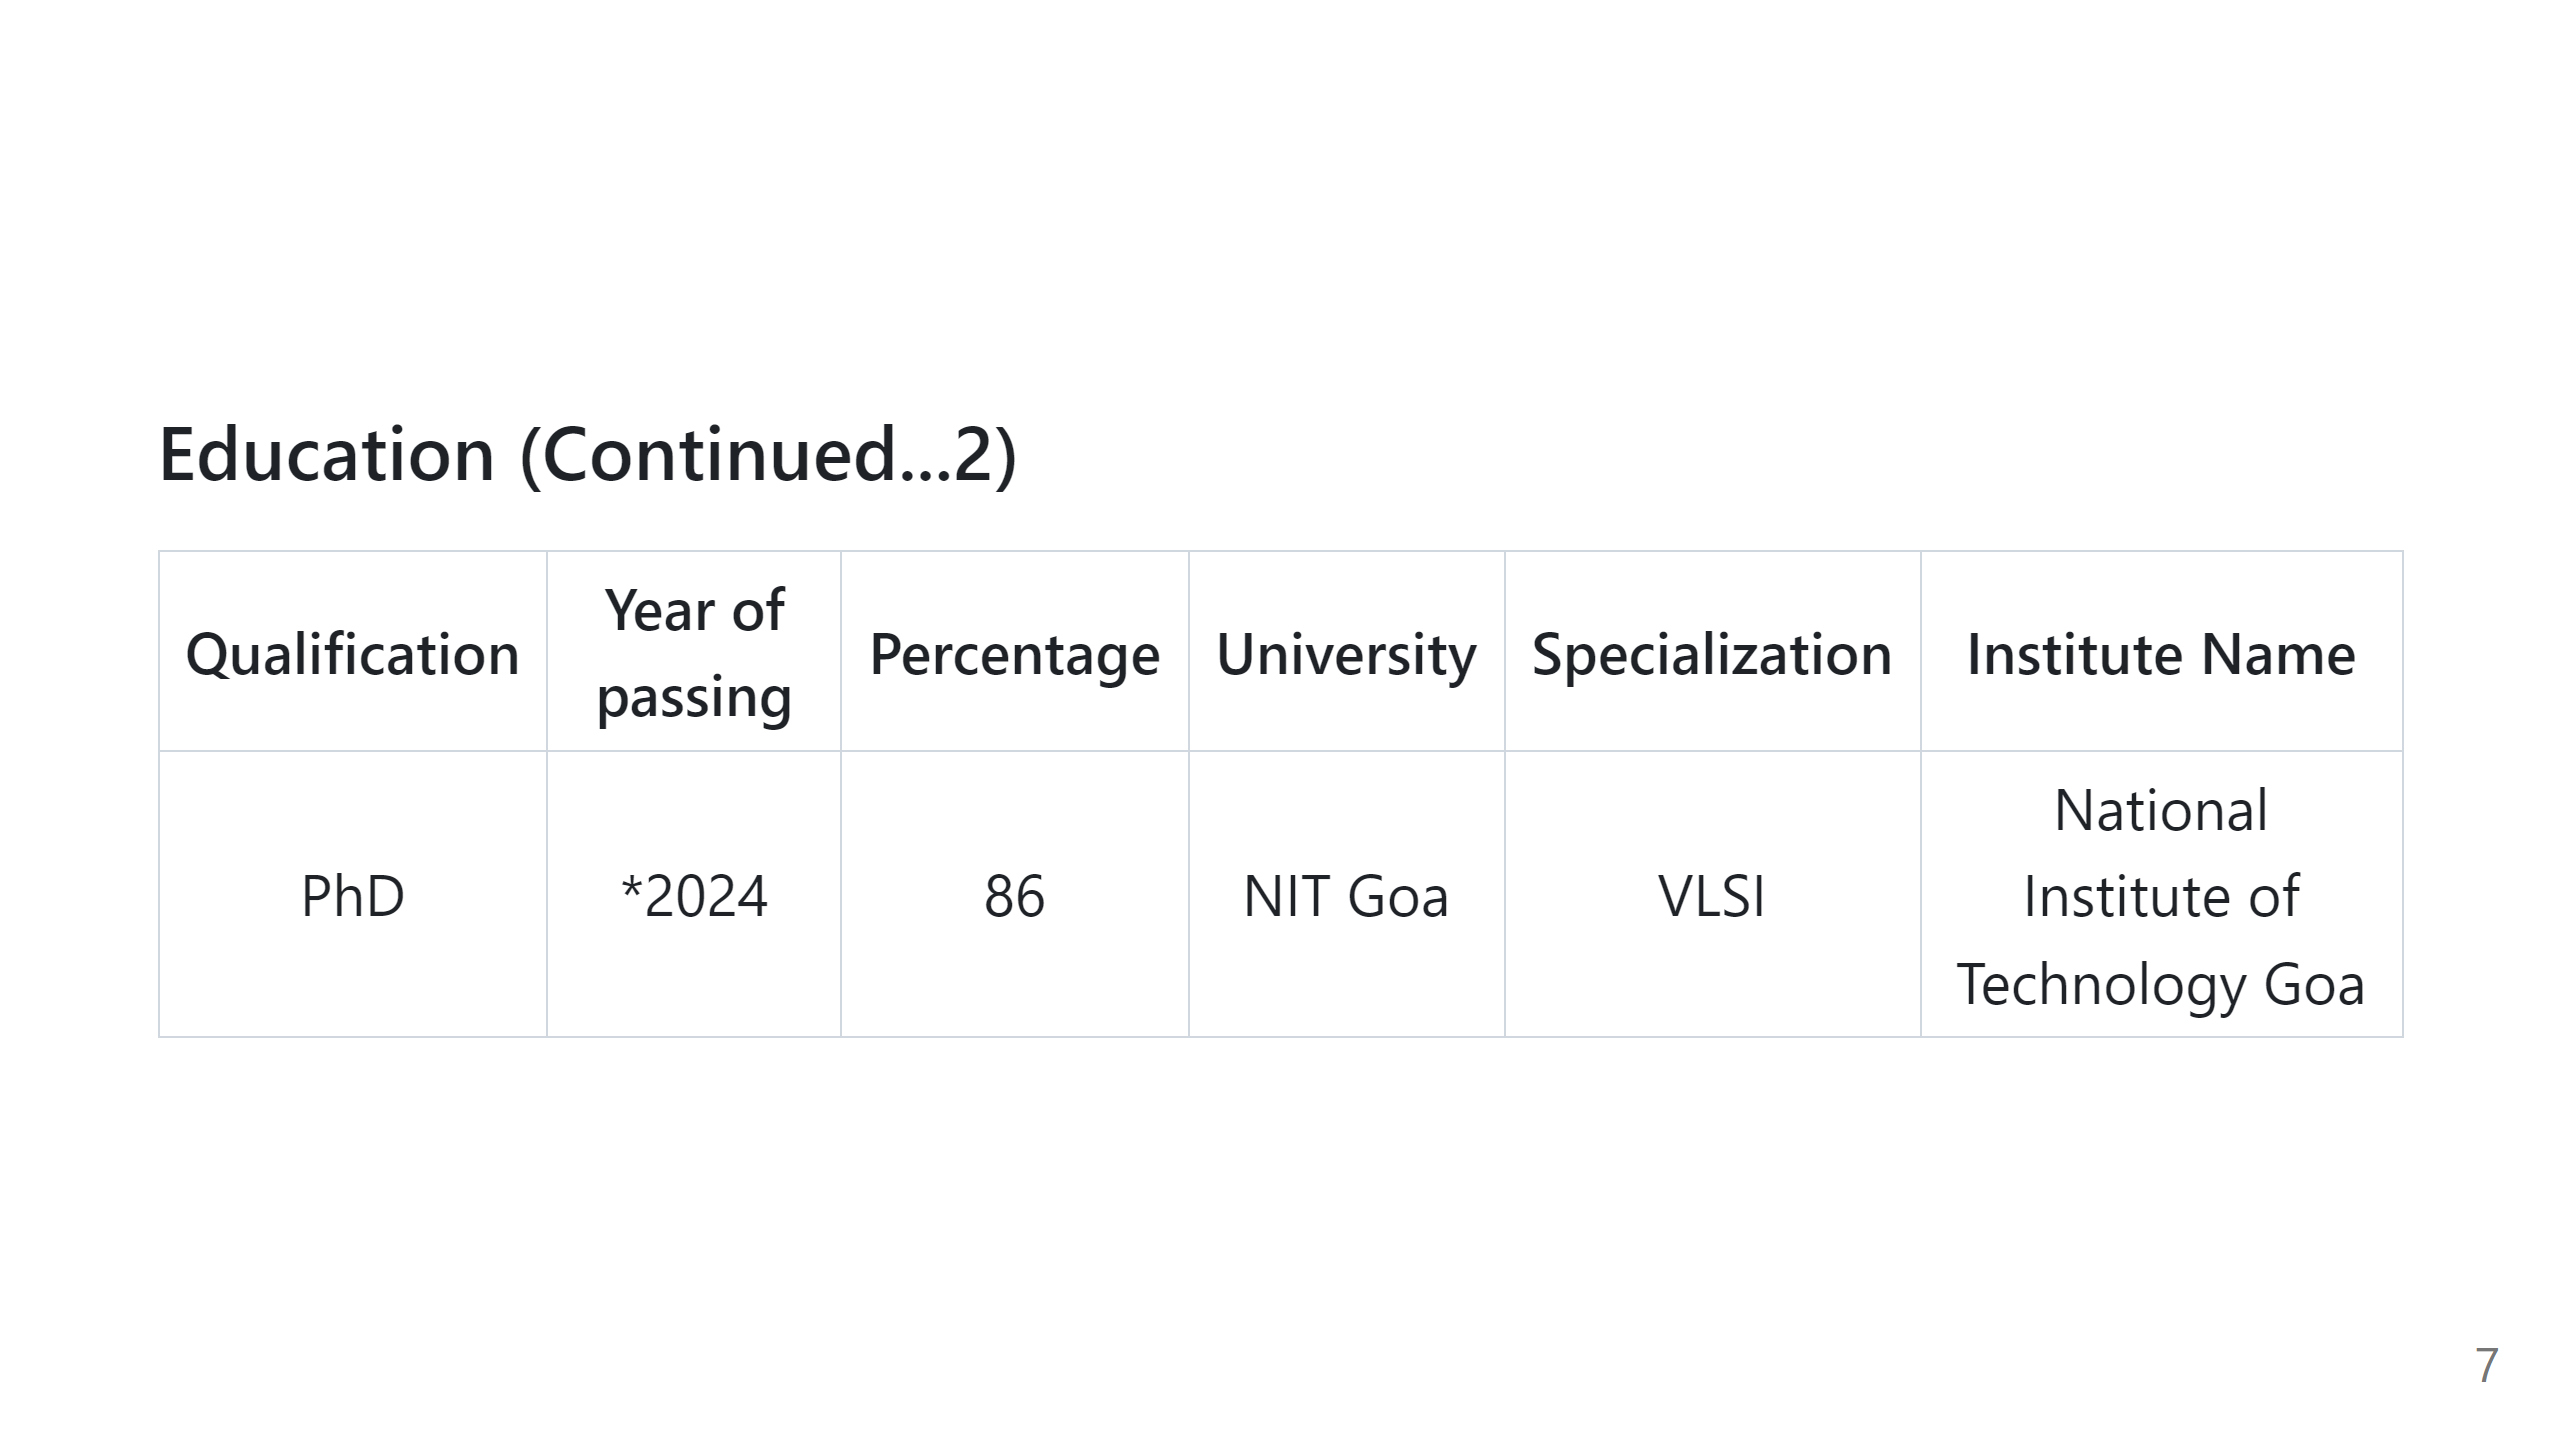 Education (Continued...2)
Qualification Year of passing Percentage University Specialization Institute Name
PhD *2024 86 NIT Goa VLSI National Institute of Technology Goa
7